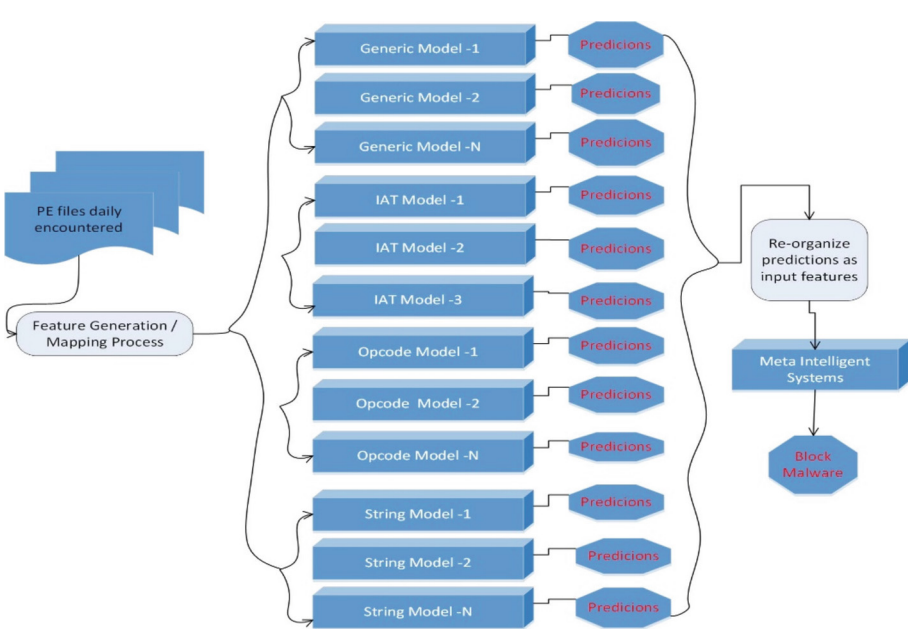 PE files daily
encountered
Feature Generation /
Mapping Process
Generic Model -1
Predicions
Generic Model -2
Predicions
Generic Model -N
Predicions
IAT Model -1
Predicions
IAT Model -2
Predicions
IAT Model -3
Predicions
Opcode Model -1
Predicions
Opcode Model -2
Predicions
Opcode Model -N
Predicions
String Model -1
Predicions
String Model -2
Predicions
String Model -N
Predicions
Re-organize
predictions as
input features
Meta Intelligent
Systems
Block
Malware